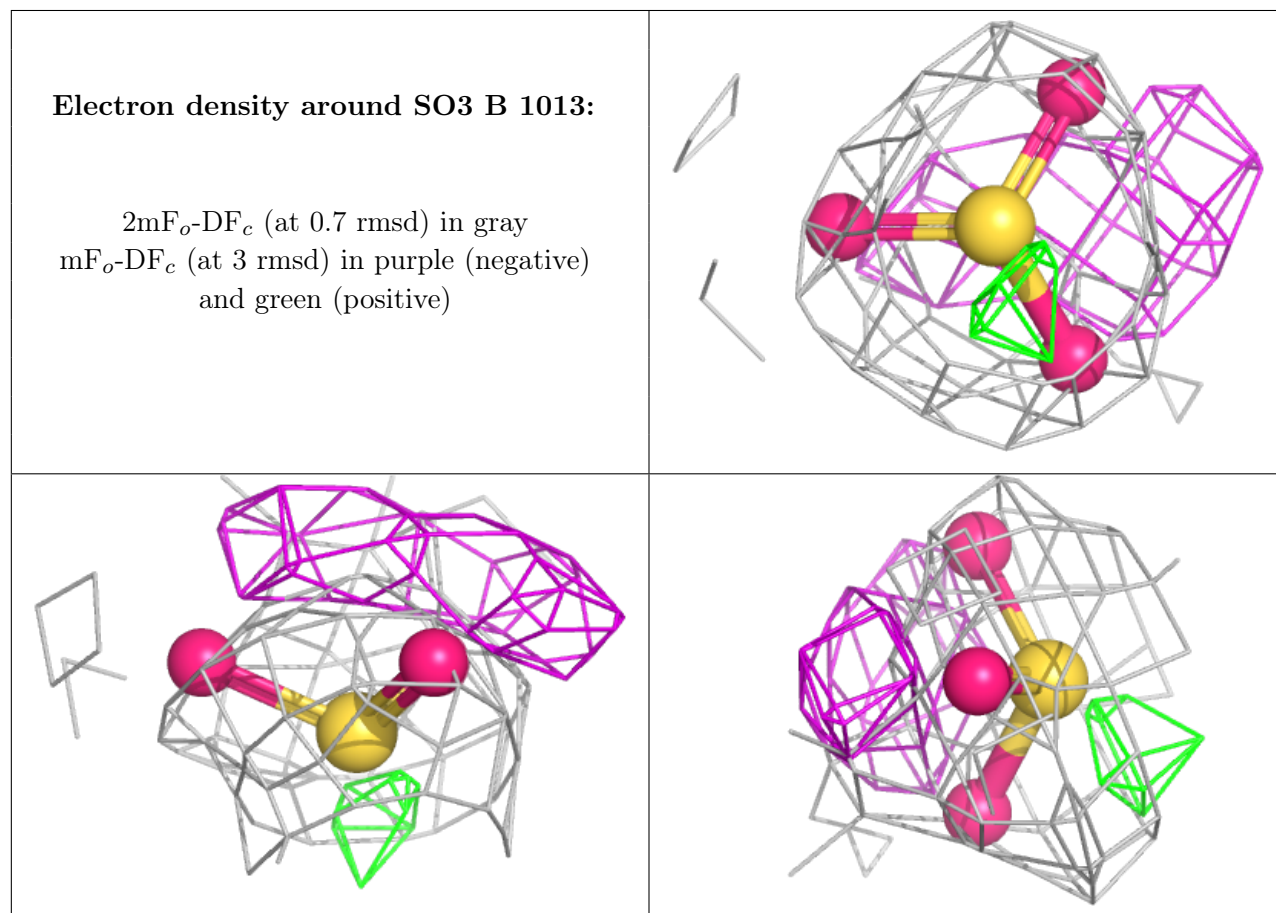 Electron density around SO3 B 1013:
2mFo-DFc (at 0.7 rmsd) in gray
mFo-DFc (at 3 rmsd) in purple (negative)
and green (positive)